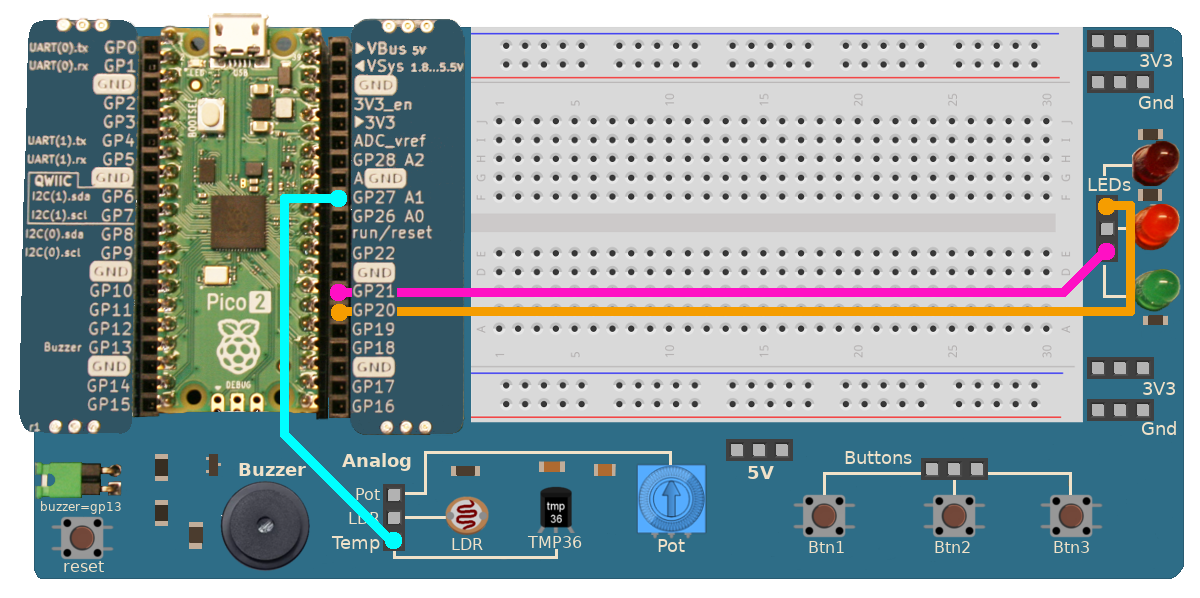 UART(0).tx GP0
UART(0).rx GP1
GND
GP2
GP3
UART(1).tx GP4
UART(1).rx GP5
QWIIC GND
I2C(1).sda GP6
I2C(1).scl GP7
I2C(0).sda GP8
I2C(0).scl GP9
GND
GP10
GP11
GP12
Buzzer GP13
GND
GP14
GP15
r1
LED
USB
BOOTSEL
Pico 2
DEBUG
▶VBus 5V
◀VSys 1.8...5.5V
GND
3V3_en
▶3V3
ADC_vref
GP28 A2
A GND
GP27 A1
GP26 A0
run/reset
GP22
GND
GP21
GP20
GP19
GP18
GND
GP17
GP16
1 5 10 15 20 25 30
J J
I I
H H
G G
F F
E E
D D
A A
1 5 10 15 20 25 30
3V3
Gnd
LEDs
3V3
Gnd
buzzer=gp13
reset
Buzzer
Analog
Pot
LDR
Temp
LDR
tmp
36
TMP36
Pot
5V
Buttons
Btn1
Btn2
Btn3